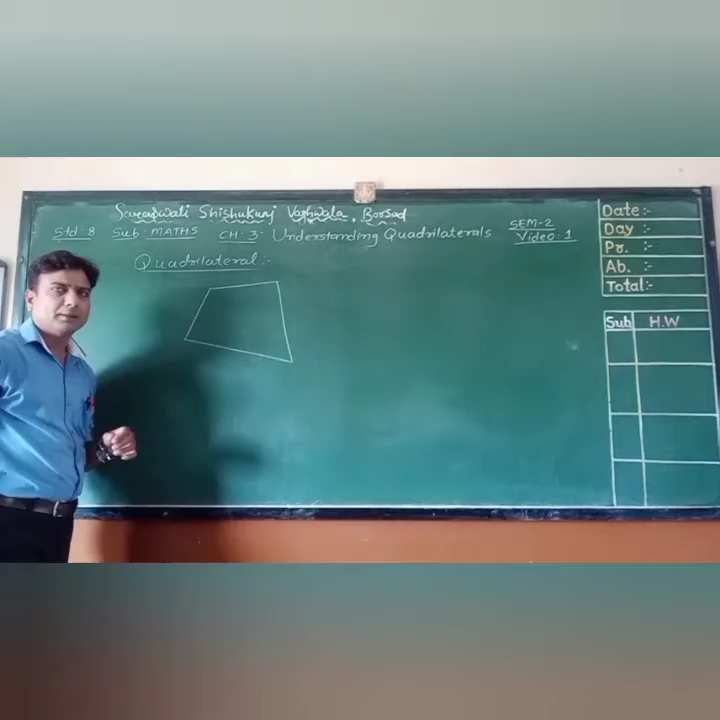 Saraswati Shishukunj Vaghwala, Borsad
Std:8 Sub: MATHS CH:3: Understanding Quadrilaterals SEM-2
Video:1
Quadrilateral:-
Date:-
Day :-
Pr. :-
Ab. :-
Total:-
Sub H.W